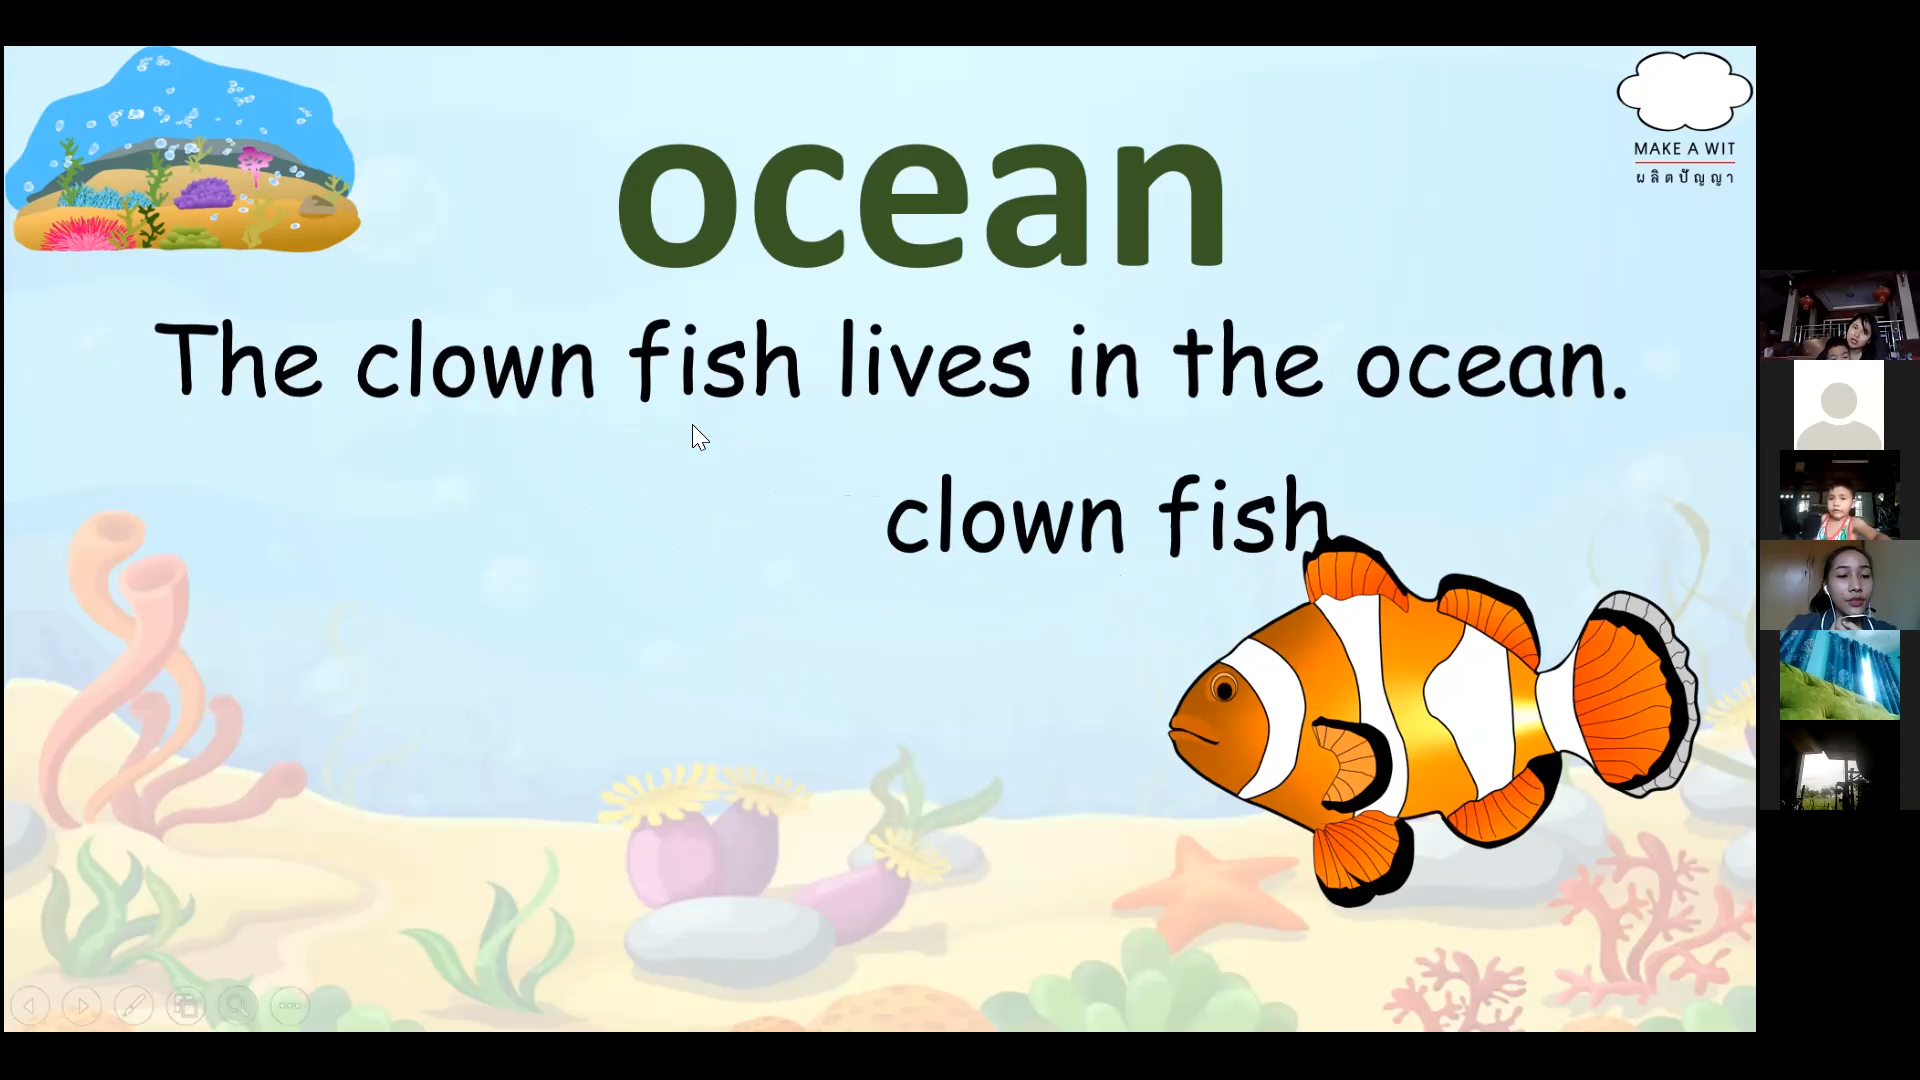 ocean
MAKE A WIT
ผลิตปัญญา
The clown fish lives in the ocean.
clown fish